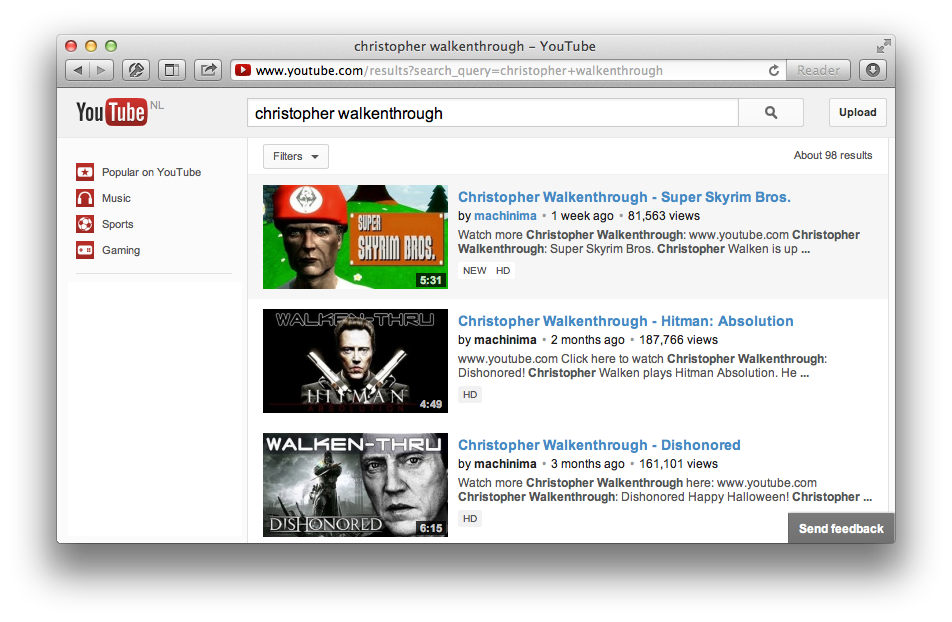 christopher walkenthrough – YouTube
www.youtube.com/results?search_query=christopher+walkenthrough
Reader
YouTube NL
christopher walkenthrough
Upload
Popular on YouTube
Music
Sports
Gaming
Filters
About 98 results
SUPER
SKYRIM BROS.
5:31
Christopher Walkenthrough - Super Skyrim Bros.
by machinima • 1 week ago • 81,563 views
Watch more Christopher Walkenthrough: www.youtube.com Christopher
Walkenthrough: Super Skyrim Bros. Christopher Walken is up ...
NEW HD
WALKEN-THRU
HITMAN
ABSOLUTION
4:49
Christopher Walkenthrough - Hitman: Absolution
by machinima • 2 months ago • 187,766 views
www.youtube.com Click here to watch Christopher Walkenthrough:
Dishonored! Christopher Walken plays Hitman Absolution. He ...
HD
WALKEN-THRU
DISHONORED
6:15
Christopher Walkenthrough - Dishonored
by machinima • 3 months ago • 161,101 views
Watch more Christopher Walkenthrough here: www.youtube.com
Christopher Walkenthrough: Dishonored Happy Halloween! Christopher ...
HD
Send feedback